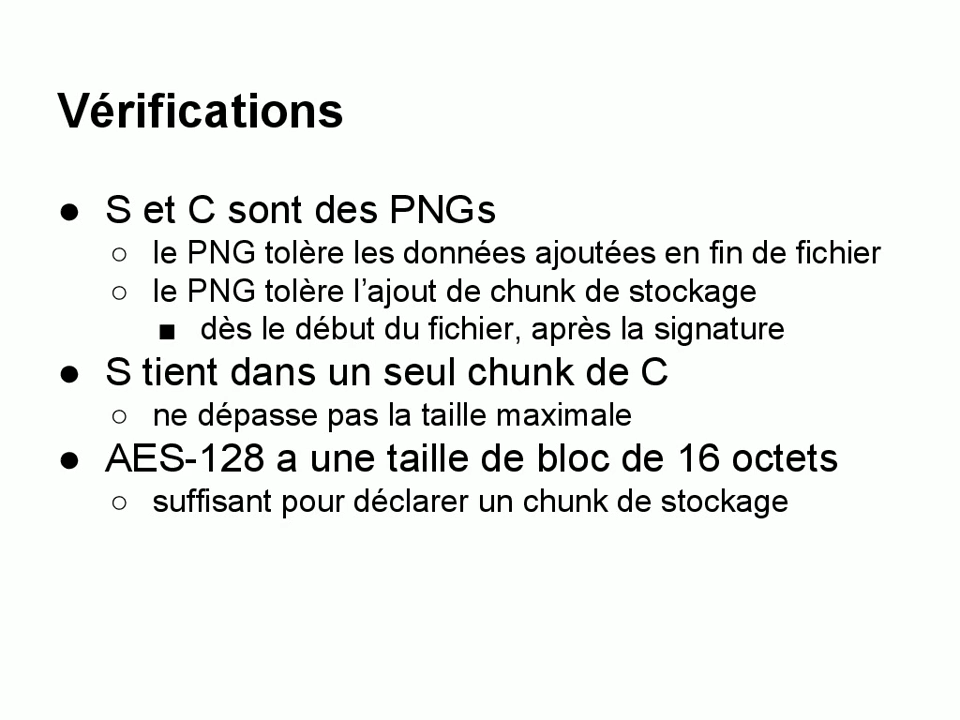 Vérifications
● S et C sont des PNGs
○ le PNG tolère les données ajoutées en fin de fichier
○ le PNG tolère l’ajout de chunk de stockage
■ dès le début du fichier, après la signature
● S tient dans un seul chunk de C
○ ne dépasse pas la taille maximale
● AES-128 a une taille de bloc de 16 octets
○ suffisant pour déclarer un chunk de stockage